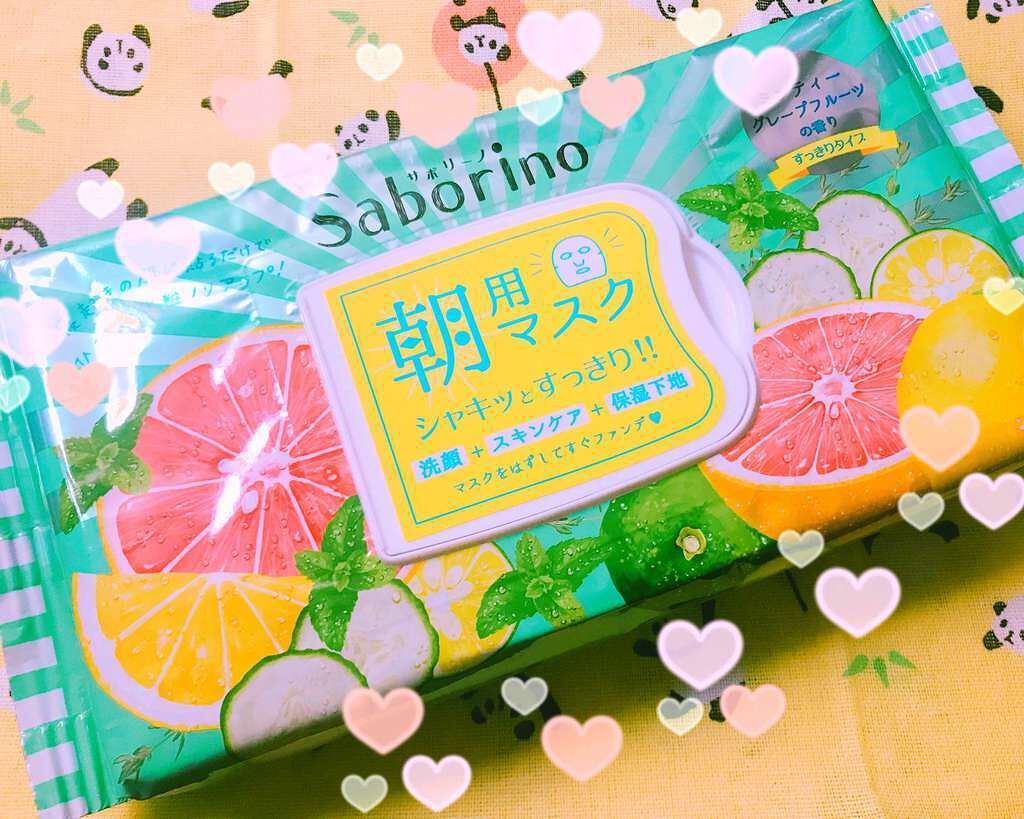 ティー
グレープフルーツ
の香り
すっきりタイプ
サボリーノ
Saborino
朝用マスク
シャキッとすっきり!!
洗顔+スキンケア+保湿下地
マスクをはずしてすぐファンデ♥